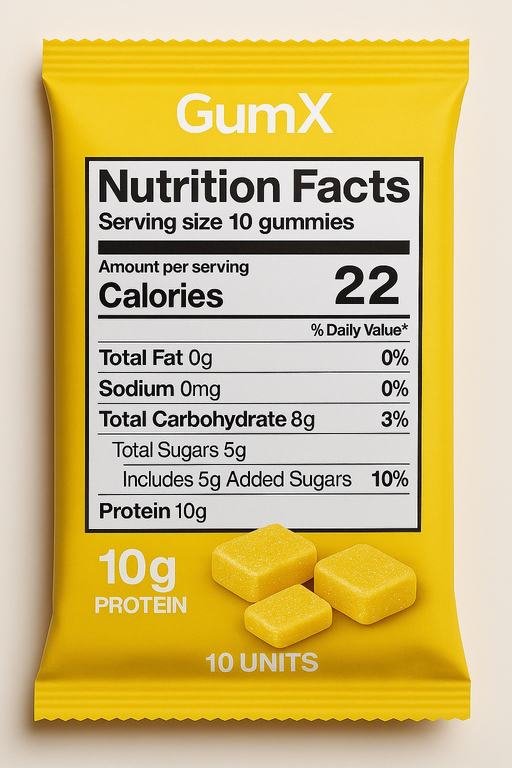 GumX
Nutrition Facts
Serving size 10 gummies
Amount per serving
Calories 22
% Daily Value*
Total Fat 0g 0%
Sodium 0mg 0%
Total Carbohydrate 8g 3%
Total Sugars 5g
Includes 5g Added Sugars 10%
Protein 10g
10g
PROTEIN
10 UNITS